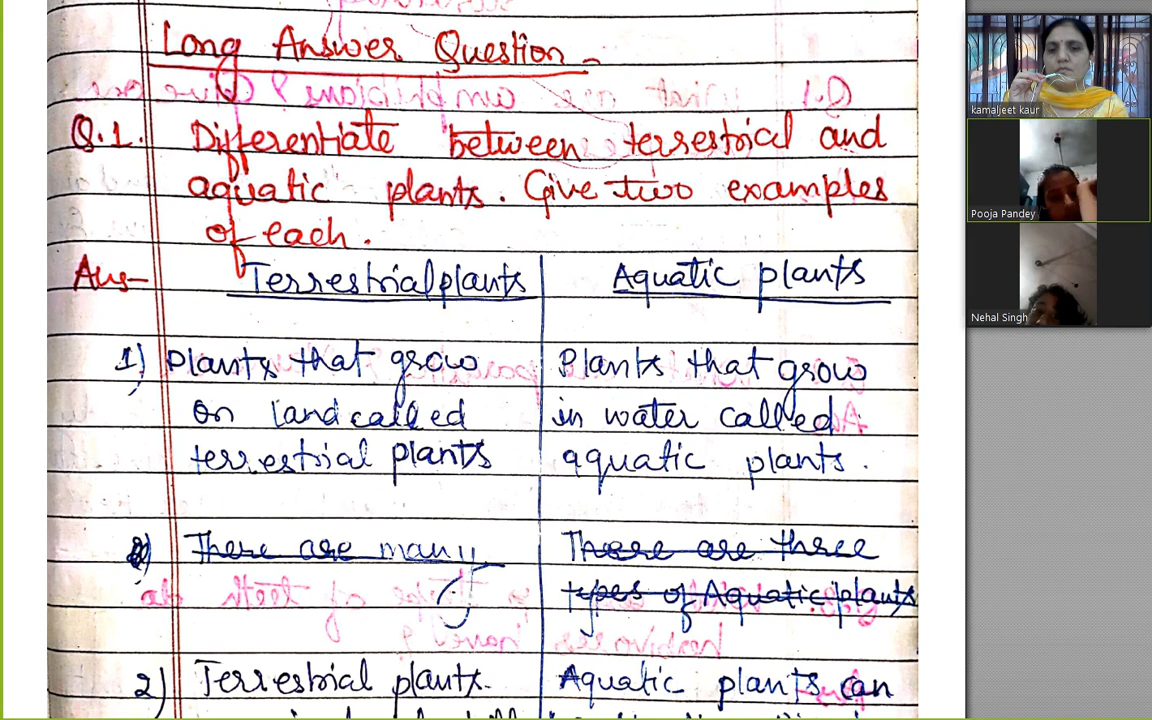 Long Answer Question -
Q.1. Differentiate between terrestrial and
aquatic plants. Give two examples
of each.
Ans- Terrestrial plants Aquatic plants
1) Plants that grow Plants that grow
on land called in water called
terrestrial plants aquatic plants.
There are many There are three
types of Aquatic plants
2) Terrestrial plants. Aquatic plants can
kamaljeet kaur
Pooja Pandey
Nehal Singh